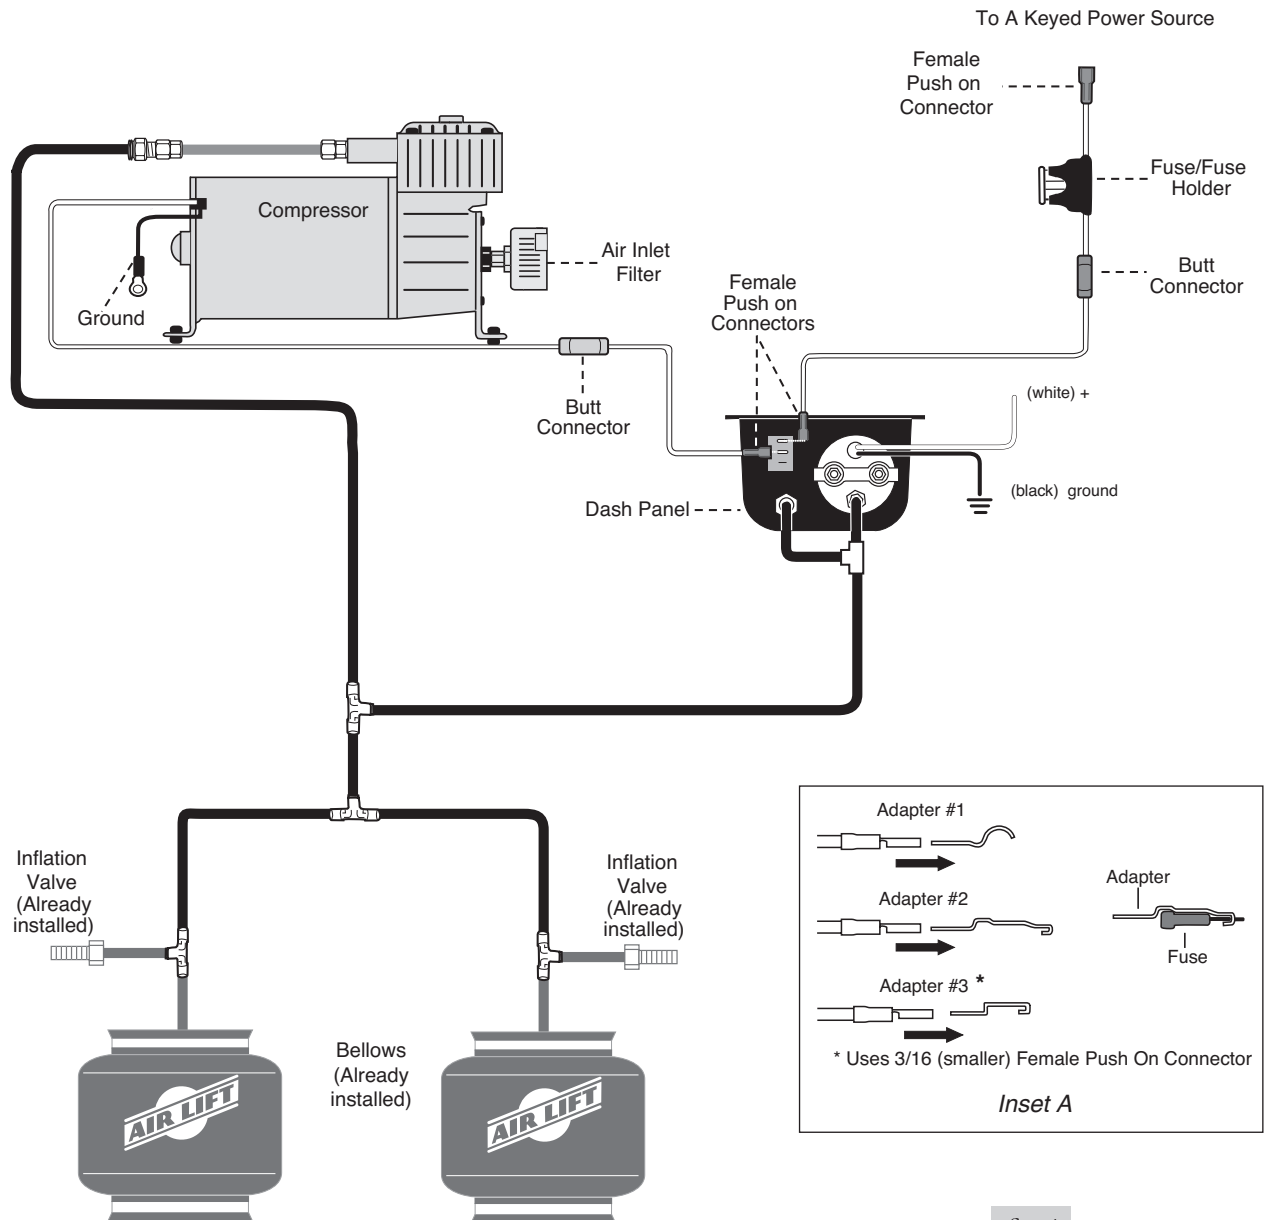 To A Keyed Power Source
Female
Push on
Connector
Fuse/Fuse
Holder
Compressor
Air Inlet
Filter
Female
Push on
Connectors
Butt
Connector
Ground
Butt
Connector
(white) +
(black) ground
Dash Panel
Inflation
Valve
(Already
installed)
Inflation
Valve
(Already
installed)
Bellows
(Already
installed)
AIR LIFT
AIR LIFT
Adapter #1
Adapter #2
Adapter #3 *
Adapter
Fuse
* Uses 3/16 (smaller) Female Push On Connector
Inset A